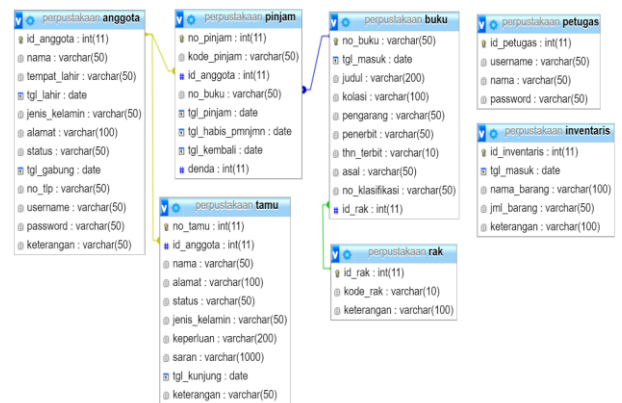 perpustakaan anggota
id_anggota : int(11)
nama : varchar(50)
tempat_lahir : varchar(50)
tgl_lahir : date
jenis_kelamin : varchar(50)
alamat : varchar(100)
status : varchar(50)
tgl_gabung : date
no_tlp : varchar(50)
username : varchar(50)
password : varchar(50)
keterangan : varchar(50)
perpustakaan pinjam
no_pinjam : int(11)
kode_pinjam : varchar(50)
id_anggota : int(11)
no_buku : varchar(50)
tgl_pinjam : date
tgl_habis_pmnjmn : date
tgl_kembali : date
denda : int(11)
perpustakaan buku
no_buku : varchar(50)
tgl_masuk : date
judul : varchar(200)
kolasi : varchar(100)
pengarang : varchar(50)
penerbit : varchar(50)
thn_terbit : varchar(10)
asal : varchar(50)
no_klasifikasi : varchar(50)
id_rak : int(11)
perpustakaan petugas
id_petugas : int(11)
username : varchar(50)
nama : varchar(50)
password : varchar(50)
perpustakaan inventaris
id_inventaris : int(11)
tgl_masuk : date
nama_barang : varchar(100)
jml_barang : varchar(50)
keterangan : varchar(100)
perpustakaan tamu
no_tamu : int(11)
id_anggota : int(11)
nama : varchar(50)
alamat : varchar(100)
status : varchar(50)
jenis_kelamin : varchar(50)
keperluan : varchar(200)
saran : varchar(1000)
tgl_kunjung : date
keterangan : varchar(50)
perpustakaan rak
id_rak : int(11)
kode_rak : varchar(10)
keterangan : varchar(100)